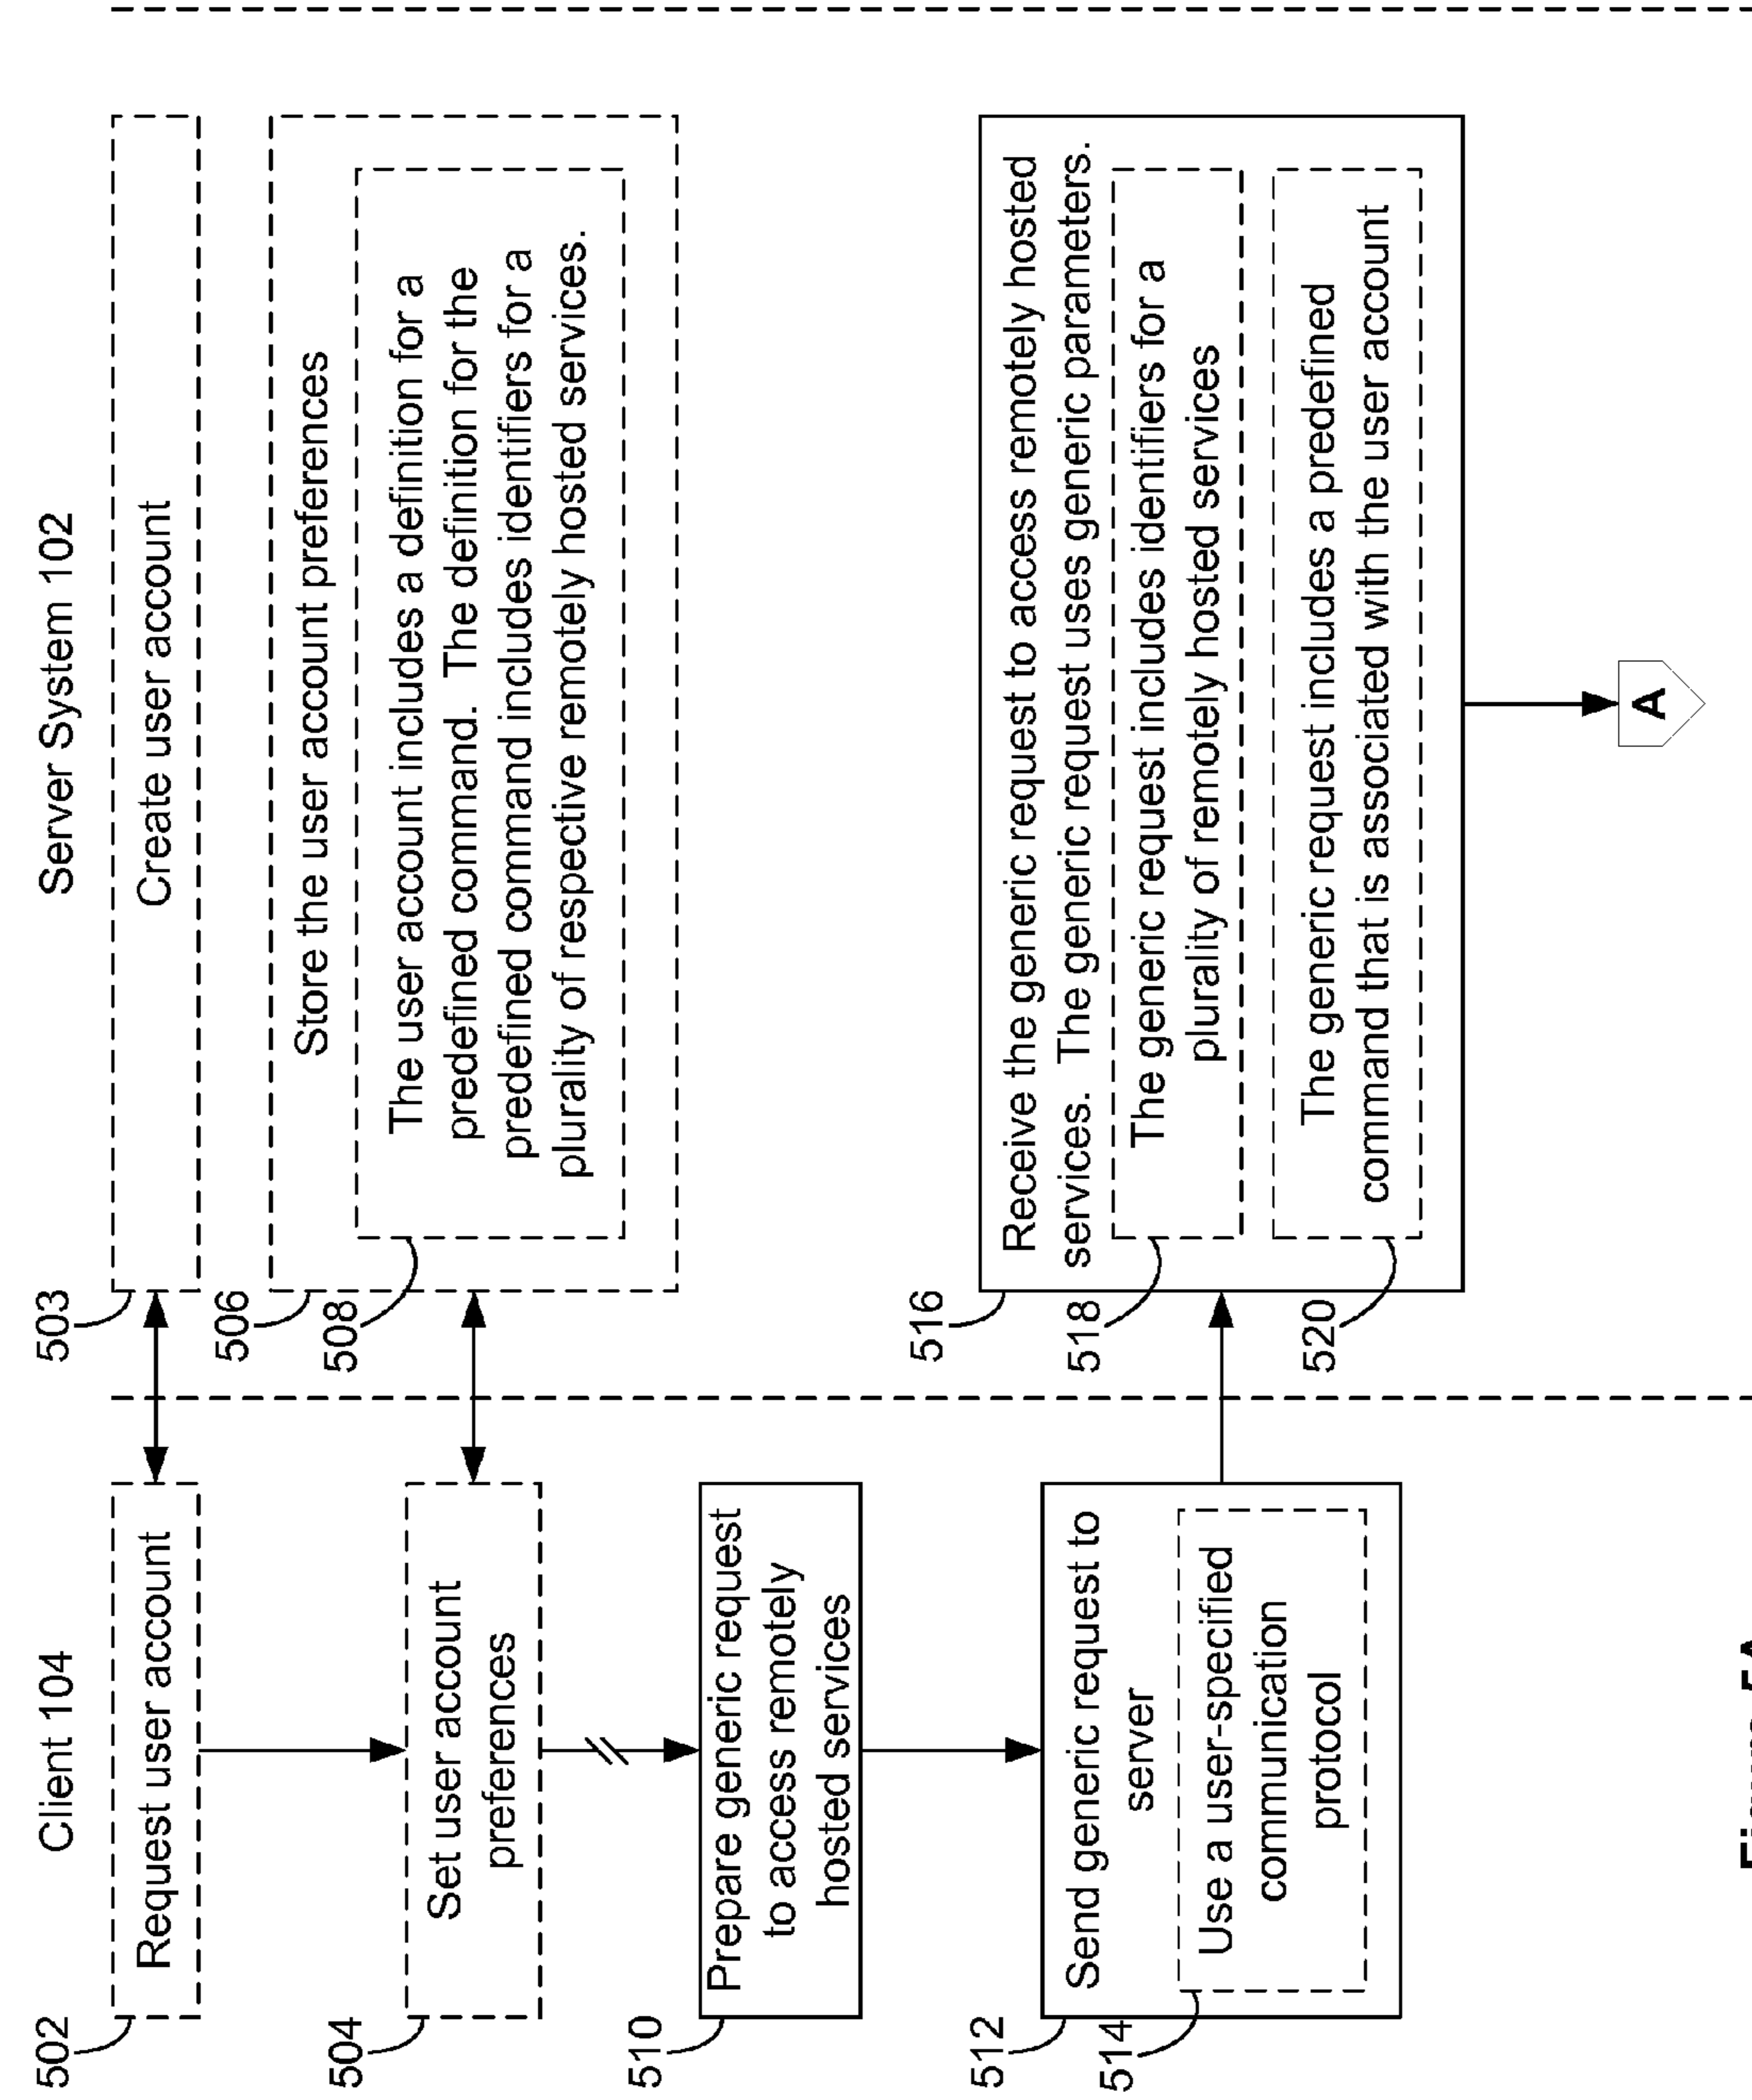 Client 104
Server System 102
502
Request user account
503
Create user account
504
Set user account
preferences
506
Store the user account preferences
508
The user account includes a definition for a
predefined command. The definition for the
predefined command includes identifiers for a
plurality of respective remotely hosted services.
510
Prepare generic request
to access remotely
hosted services
512
Send generic request to
server
514
Use a user-specified
communication
protocol
516
Receive the generic request to access remotely hosted
services. The generic request uses generic parameters.
518
The generic request includes identifiers for a
plurality of remotely hosted services
520
The generic request includes a predefined
command that is associated with the user account
A
Figure 5A